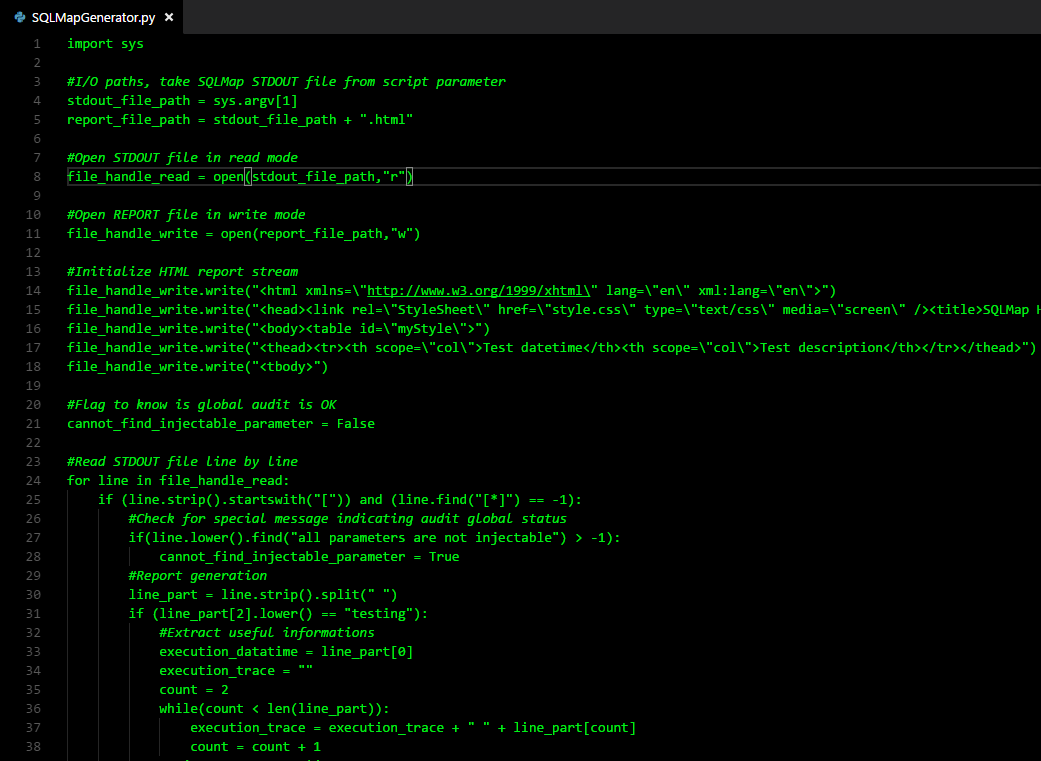 SQLMapGenerator.py ×
1 import sys
2
3 #I/O paths, take SQLMap STDOUT file from script parameter
4 stdout_file_path = sys.argv[1]
5 report_file_path = stdout_file_path + ".html"
6
7 #Open STDOUT file in read mode
8 file_handle_read = open(stdout_file_path,"r")
9
10 #Open REPORT file in write mode
11 file_handle_write = open(report_file_path,"w")
12
13 #Initialize HTML report stream
14 file_handle_write.write("<html xmlns=\"http://www.w3.org/1999/xhtml\" lang=\"en\" xml:lang=\"en\">")
15 file_handle_write.write("<head><link rel=\"StyleSheet\" href=\"style.css\" type=\"text/css\" media=\"screen\" /><title>SQLMap H
16 file_handle_write.write("<body><table id=\"myStyle\">")
17 file_handle_write.write("<thead><tr><th scope=\"col\">Test datetime</th><th scope=\"col\">Test description</th></tr></thead>")
18 file_handle_write.write("<tbody>")
19
20 #Flag to know is global audit is OK
21 cannot_find_injectable_parameter = False
22
23 #Read STDOUT file line by line
24 for line in file_handle_read:
25     if (line.strip().startswith("[")) and (line.find("[*]") == -1):
26         #Check for special message indicating audit global status
27         if(line.lower().find("all parameters are not injectable") > -1):
28             cannot_find_injectable_parameter = True
29         #Report generation
30         line_part = line.strip().split(" ")
31         if (line_part[2].lower() == "testing"):
32             #Extract useful informations
33             execution_datatime = line_part[0]
34             execution_trace = ""
35             count = 2
36             while(count < len(line_part)):
37                 execution_trace = execution_trace + " " + line_part[count]
38                 count = count + 1